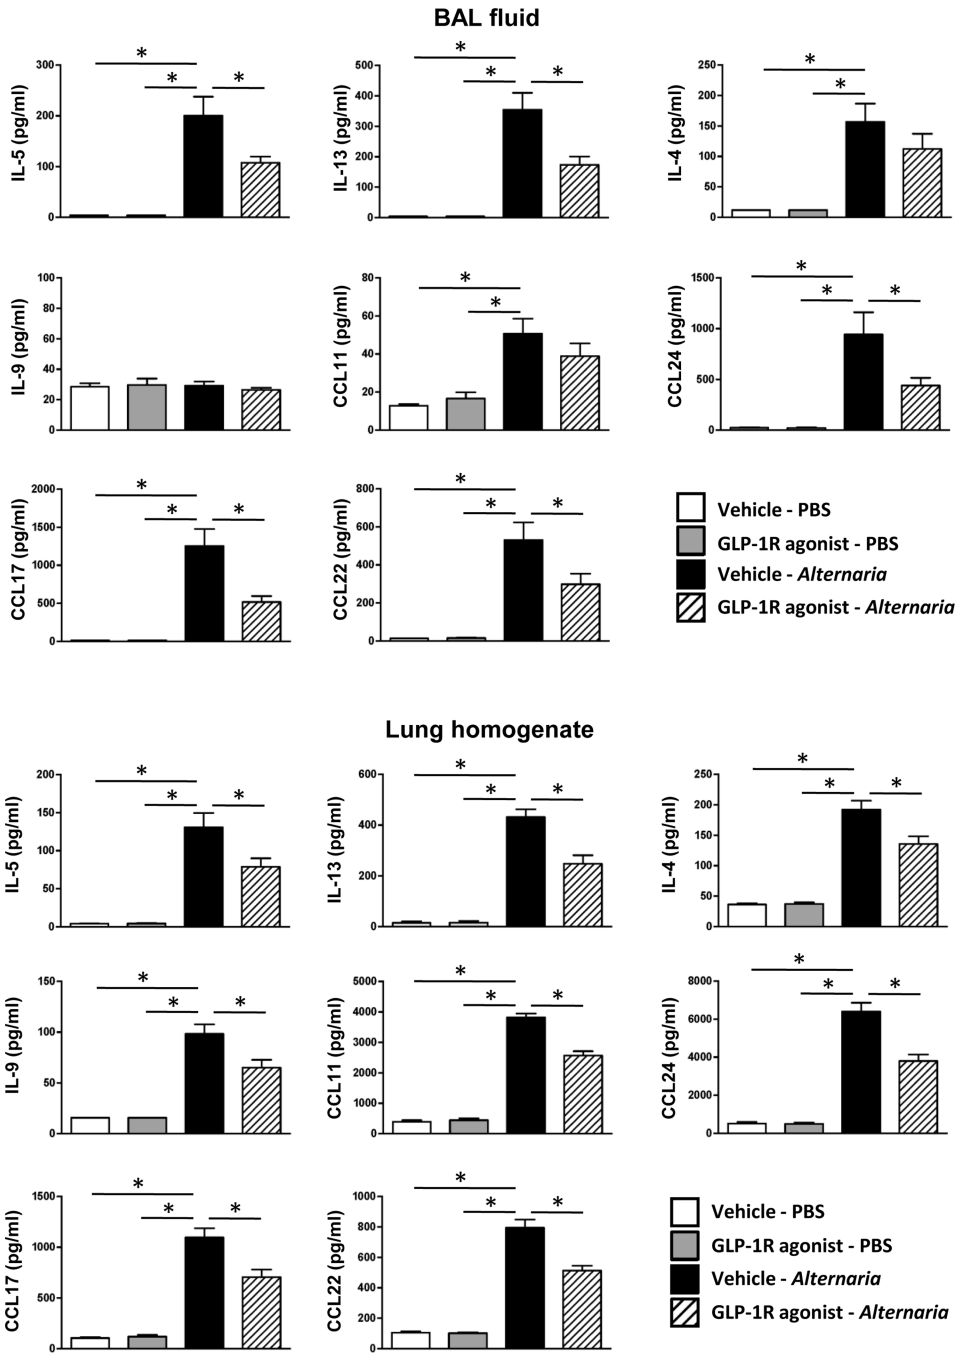 BAL fluid
* * *
IL-5 (pg/ml)
300
200
100
0
* * *
IL-13 (pg/ml)
500
400
300
200
100
0
* *
IL-4 (pg/ml)
250
200
150
100
50
0
IL-9 (pg/ml)
100
80
60
40
20
0
* *
CCL11 (pg/ml)
80
60
40
20
0
* * *
CCL24 (pg/ml)
1500
1000
500
0
* * *
CCL17 (pg/ml)
2000
1500
1000
500
0
* * *
CCL22 (pg/ml)
800
600
400
200
0
Vehicle - PBS
GLP-1R agonist - PBS
Vehicle - Alternaria
GLP-1R agonist - Alternaria
Lung homogenate
* * *
IL-5 (pg/ml)
200
150
100
50
0
* * *
IL-13 (pg/ml)
600
400
200
0
* * *
IL-4 (pg/ml)
250
200
150
100
50
0
* * *
IL-9 (pg/ml)
150
100
50
0
* * *
CCL11 (pg/ml)
5000
4000
3000
2000
1000
0
* * *
CCL24 (pg/ml)
8000
6000
4000
2000
0
* * *
CCL17 (pg/ml)
1500
1000
500
0
* * *
CCL22 (pg/ml)
1000
800
600
400
200
0
Vehicle - PBS
GLP-1R agonist - PBS
Vehicle - Alternaria
GLP-1R agonist - Alternaria